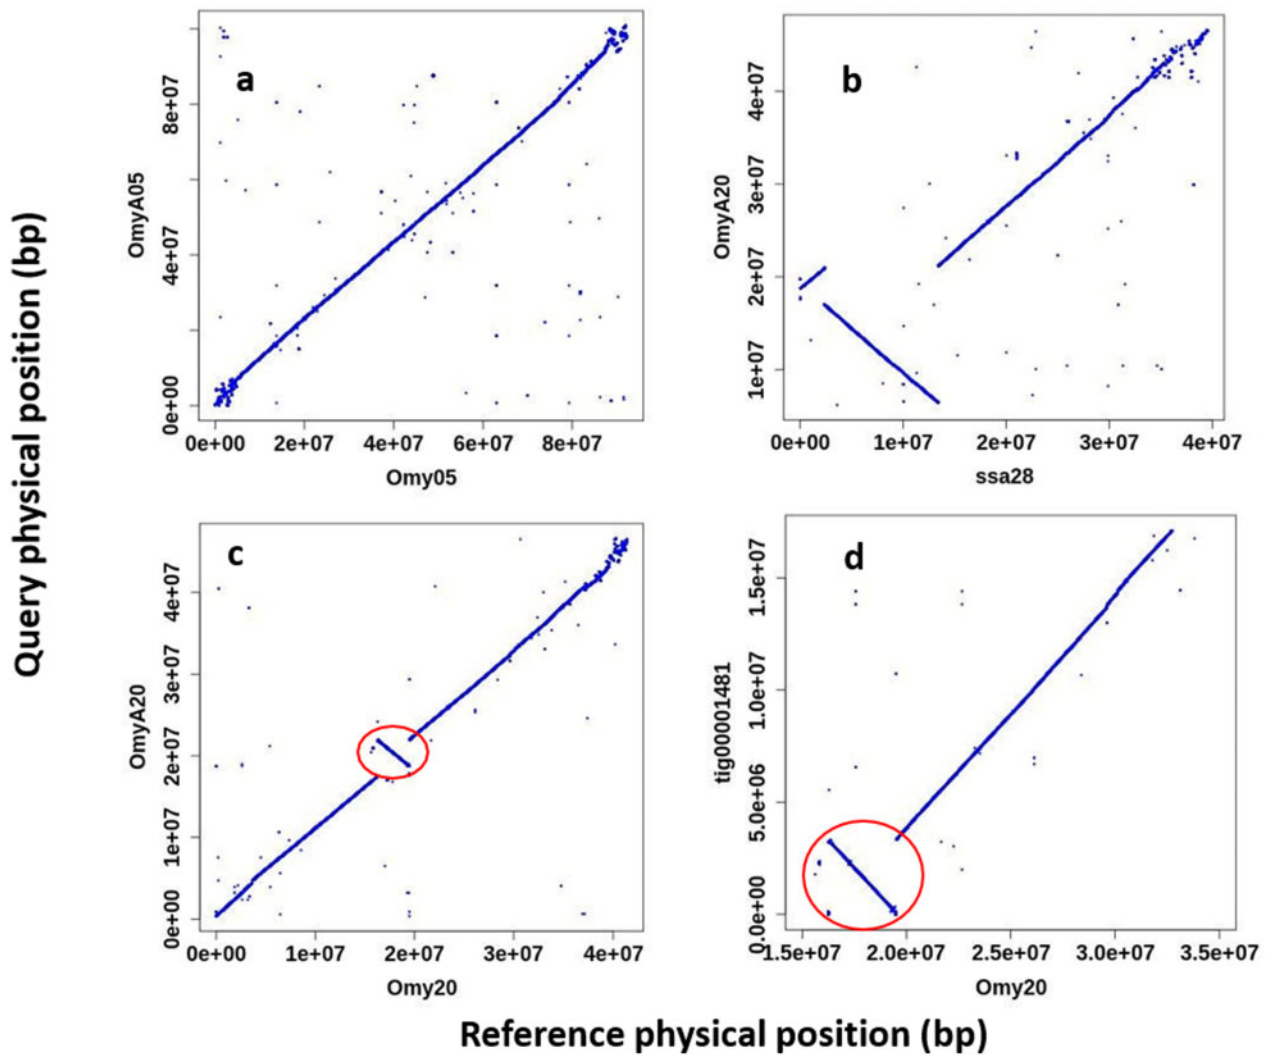 Query physical position (bp)
a
OmyA05
0e+00 4e+07 8e+07
0e+00 2e+07 4e+07 6e+07 8e+07
Omy05
b
OmyA20
1e+07 2e+07 3e+07 4e+07
0e+00 1e+07 2e+07 3e+07 4e+07
ssa28
c
OmyA20
0e+00 1e+07 2e+07 3e+07 4e+07
0e+00 1e+07 2e+07 3e+07 4e+07
Omy20
d
tig00001481
0.0e+00 5.0e+06 1.0e+07 1.5e+07
1.5e+07 2.0e+07 2.5e+07 3.0e+07 3.5e+07
Omy20
Reference physical position (bp)